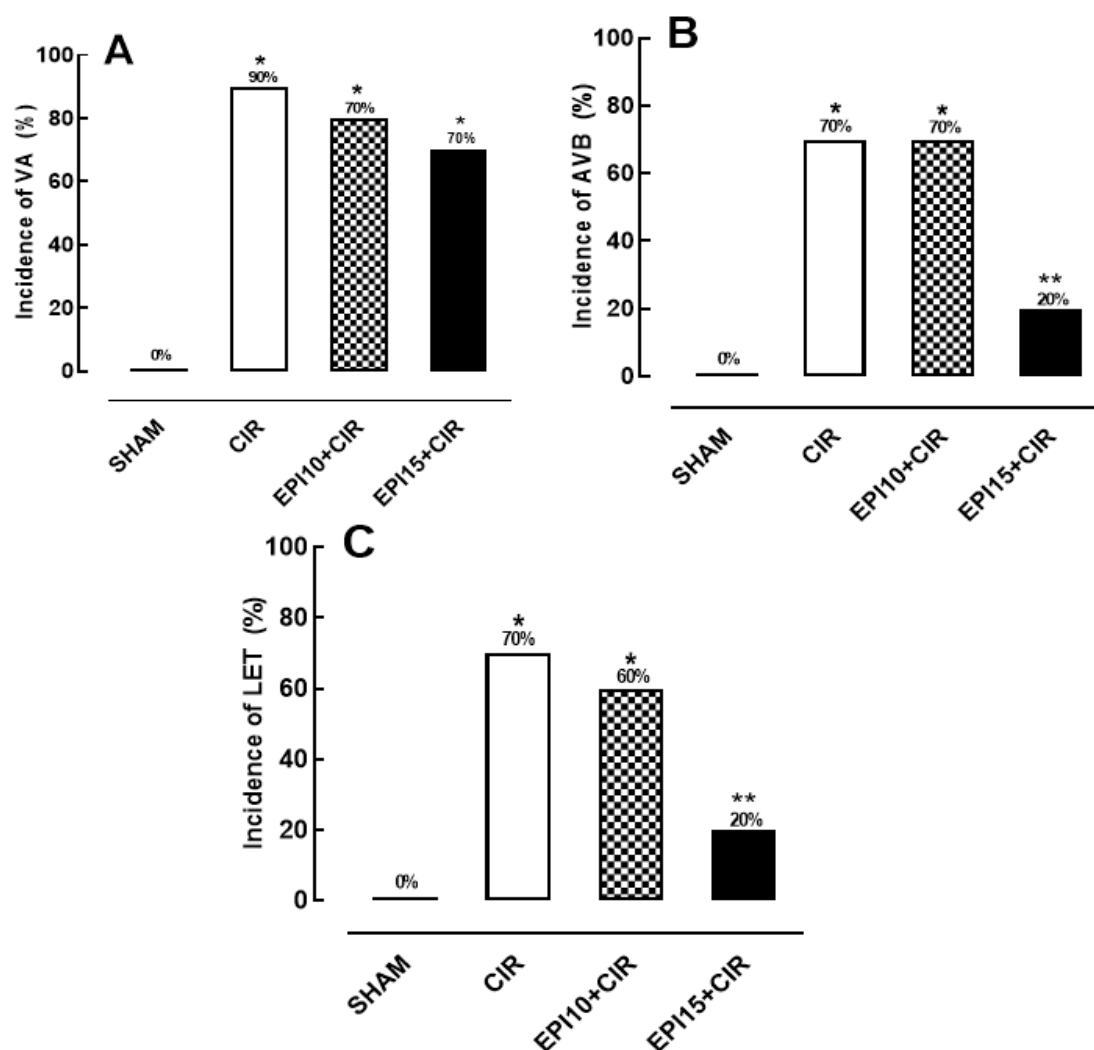 A
Incidence of VA (%)
100
80
60
40
20
0
0%
*
90%
*
70%
*
70%
SHAM
CIR
EPI10+CIR
EPI15+CIR
B
Incidence of AVB (%)
100
80
60
40
20
0
0%
*
70%
*
70%
**
20%
SHAM
CIR
EPI10+CIR
EPI15+CIR
C
Incidence of LET (%)
100
80
60
40
20
0
0%
*
70%
*
60%
**
20%
SHAM
CIR
EPI10+CIR
EPI15+CIR